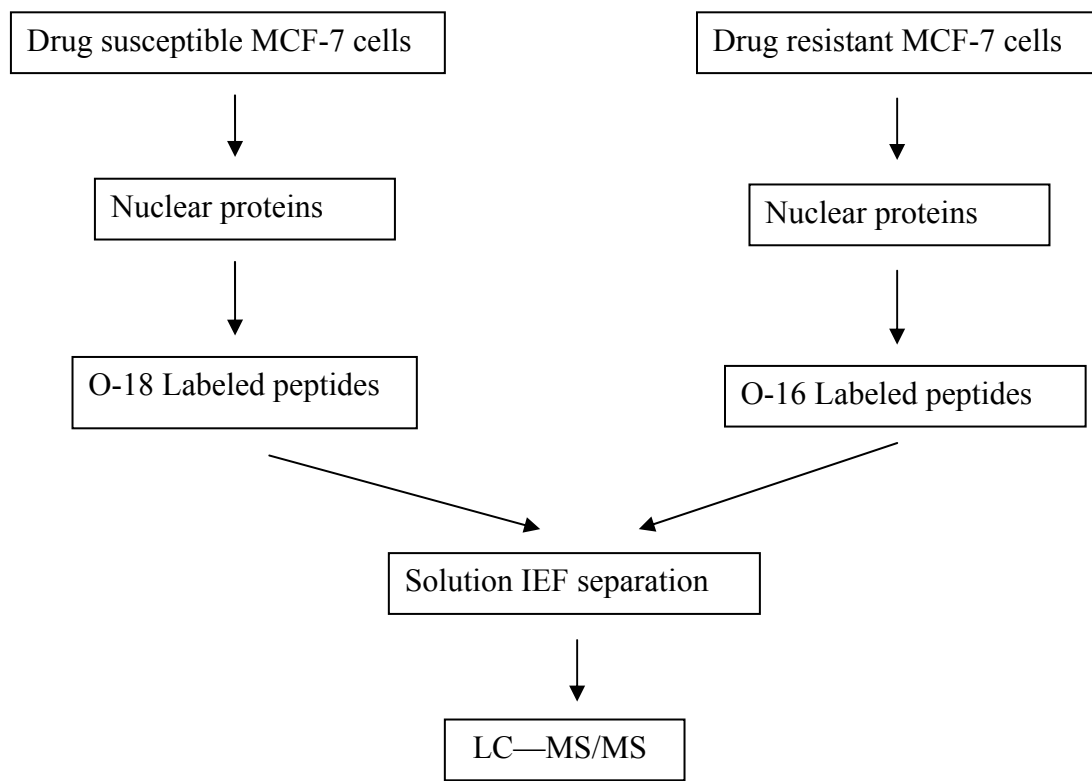 Drug susceptible MCF-7 cells
Drug resistant MCF-7 cells
Nuclear proteins
Nuclear proteins
O-18 Labeled peptides
O-16 Labeled peptides
Solution IEF separation
LC—MS/MS